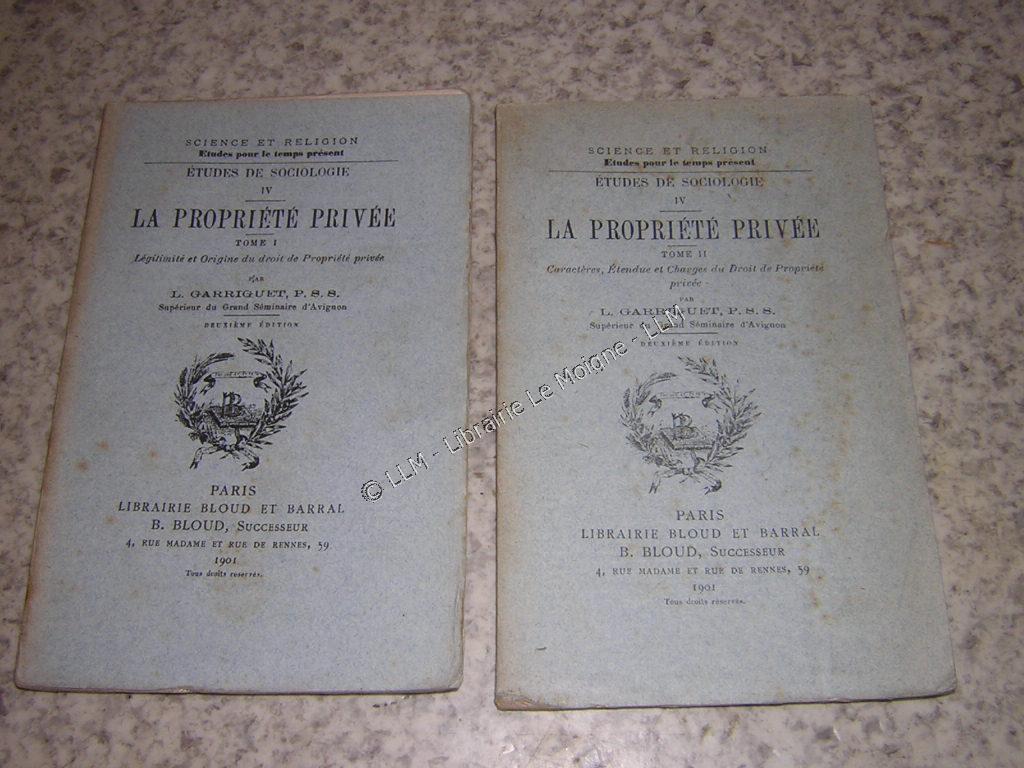 SCIENCE ET RELIGION
Études pour le temps présent
ÉTUDES DE SOCIOLOGIE
IV
LA PROPRIÉTÉ PRIVÉE
TOME I
Légitimité et Origine du droit de Propriété privée
PAR
L. GARRIGUET, P. S. S.
Supérieur du Grand Séminaire d'Avignon
DEUXIÈME ÉDITION
PARIS
LIBRAIRIE BLOUD ET BARRAL
B. BLOUD, SUCCESSEUR
4, RUE MADAME ET RUE DE RENNES, 59
1901
Tous droits réservés.
SCIENCE ET RELIGION
Études pour le temps présent
ÉTUDES DE SOCIOLOGIE
IV
LA PROPRIÉTÉ PRIVÉE
TOME II
Caractères, Étendue et Charges du Droit de Propriété
privée
PAR
L. GARRIGUET, P. S. S.
Supérieur du Grand Séminaire d'Avignon
DEUXIÈME ÉDITION
PARIS
LIBRAIRIE BLOUD ET BARRAL
B. BLOUD, SUCCESSEUR
4, RUE MADAME ET RUE DE RENNES, 59
1901
Tous droits réservés.
© LLM - Librairie Le Moigne - LLM